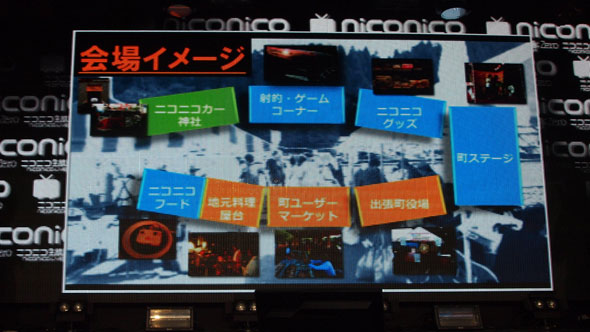 niconico
niconico
会場イメージ
ニコニコカー
神社
射的・ゲーム
コーナー
ニコニコ
グッズ
町ステージ
ニコニコ
フード
地元料理
屋台
町ユーザー
マーケット
出張町役場